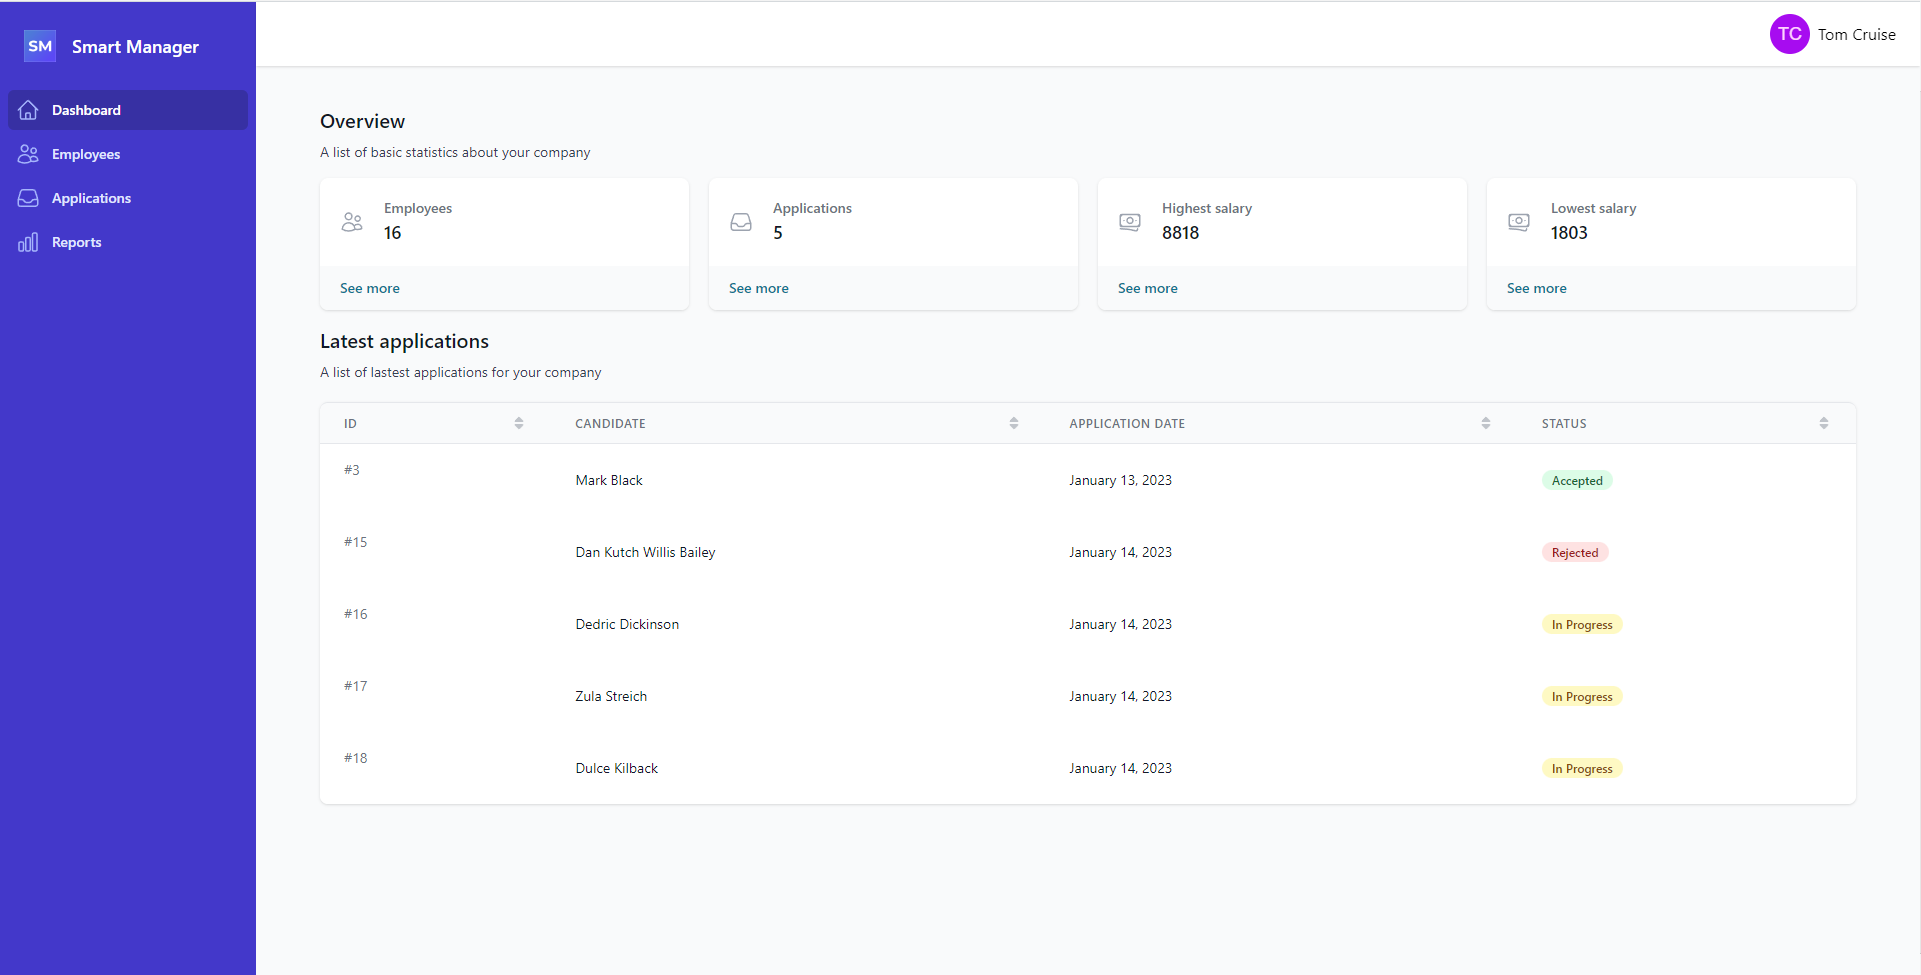 SM Smart Manager
TC Tom Cruise
Dashboard
Employees
Applications
Reports
Overview
A list of basic statistics about your company
Employees
16
See more
Applications
5
See more
Highest salary
8818
See more
Lowest salary
1803
See more
Latest applications
A list of lastest applications for your company
ID CANDIDATE APPLICATION DATE STATUS
#3 Mark Black January 13, 2023 Accepted
#15 Dan Kutch Willis Bailey January 14, 2023 Rejected
#16 Dedric Dickinson January 14, 2023 In Progress
#17 Zula Streich January 14, 2023 In Progress
#18 Dulce Kilback January 14, 2023 In Progress